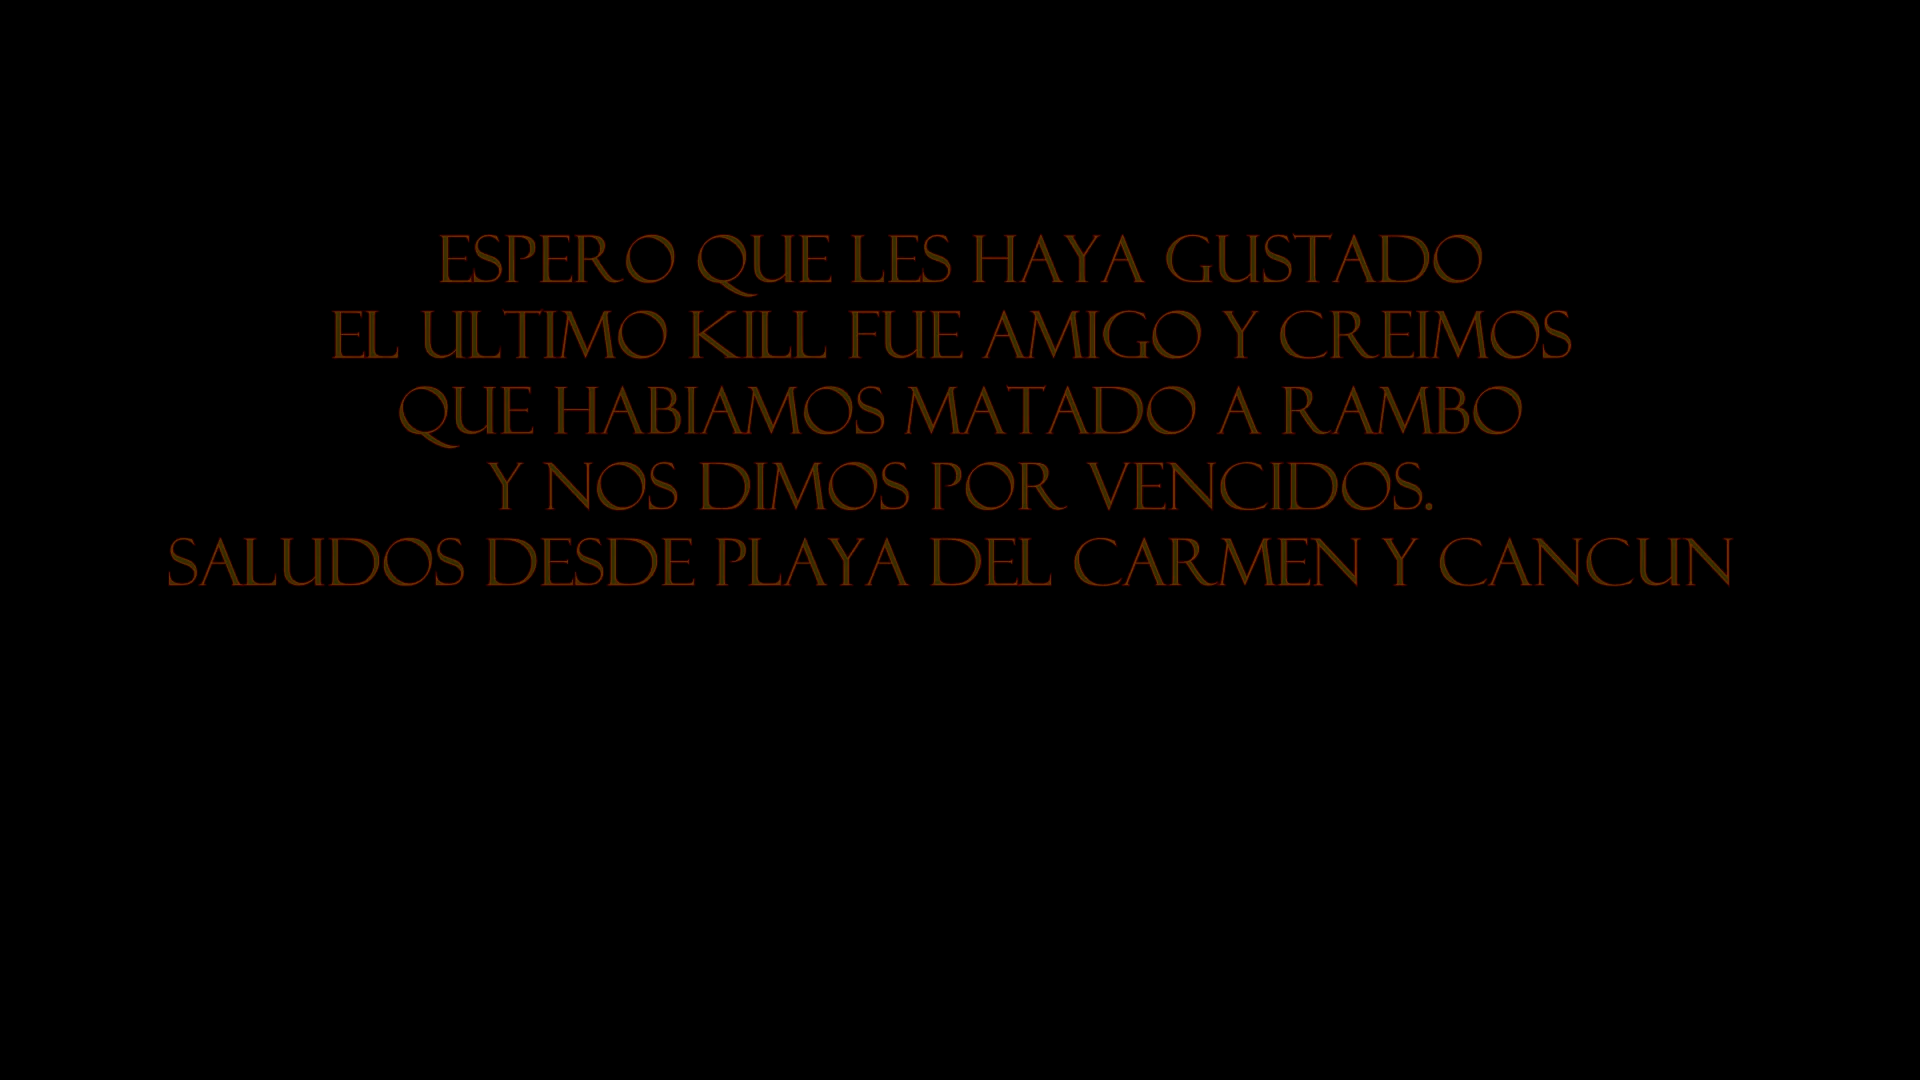 ESPERO QUE LES HAYA GUSTADO
EL ULTIMO KILL FUE AMIGO Y CREIMOS
QUE HABIAMOS MATADO A RAMBO
Y NOS DIMOS POR VENCIDOS.
SALUDOS DESDE PLAYA DEL CARMEN Y CANCUN